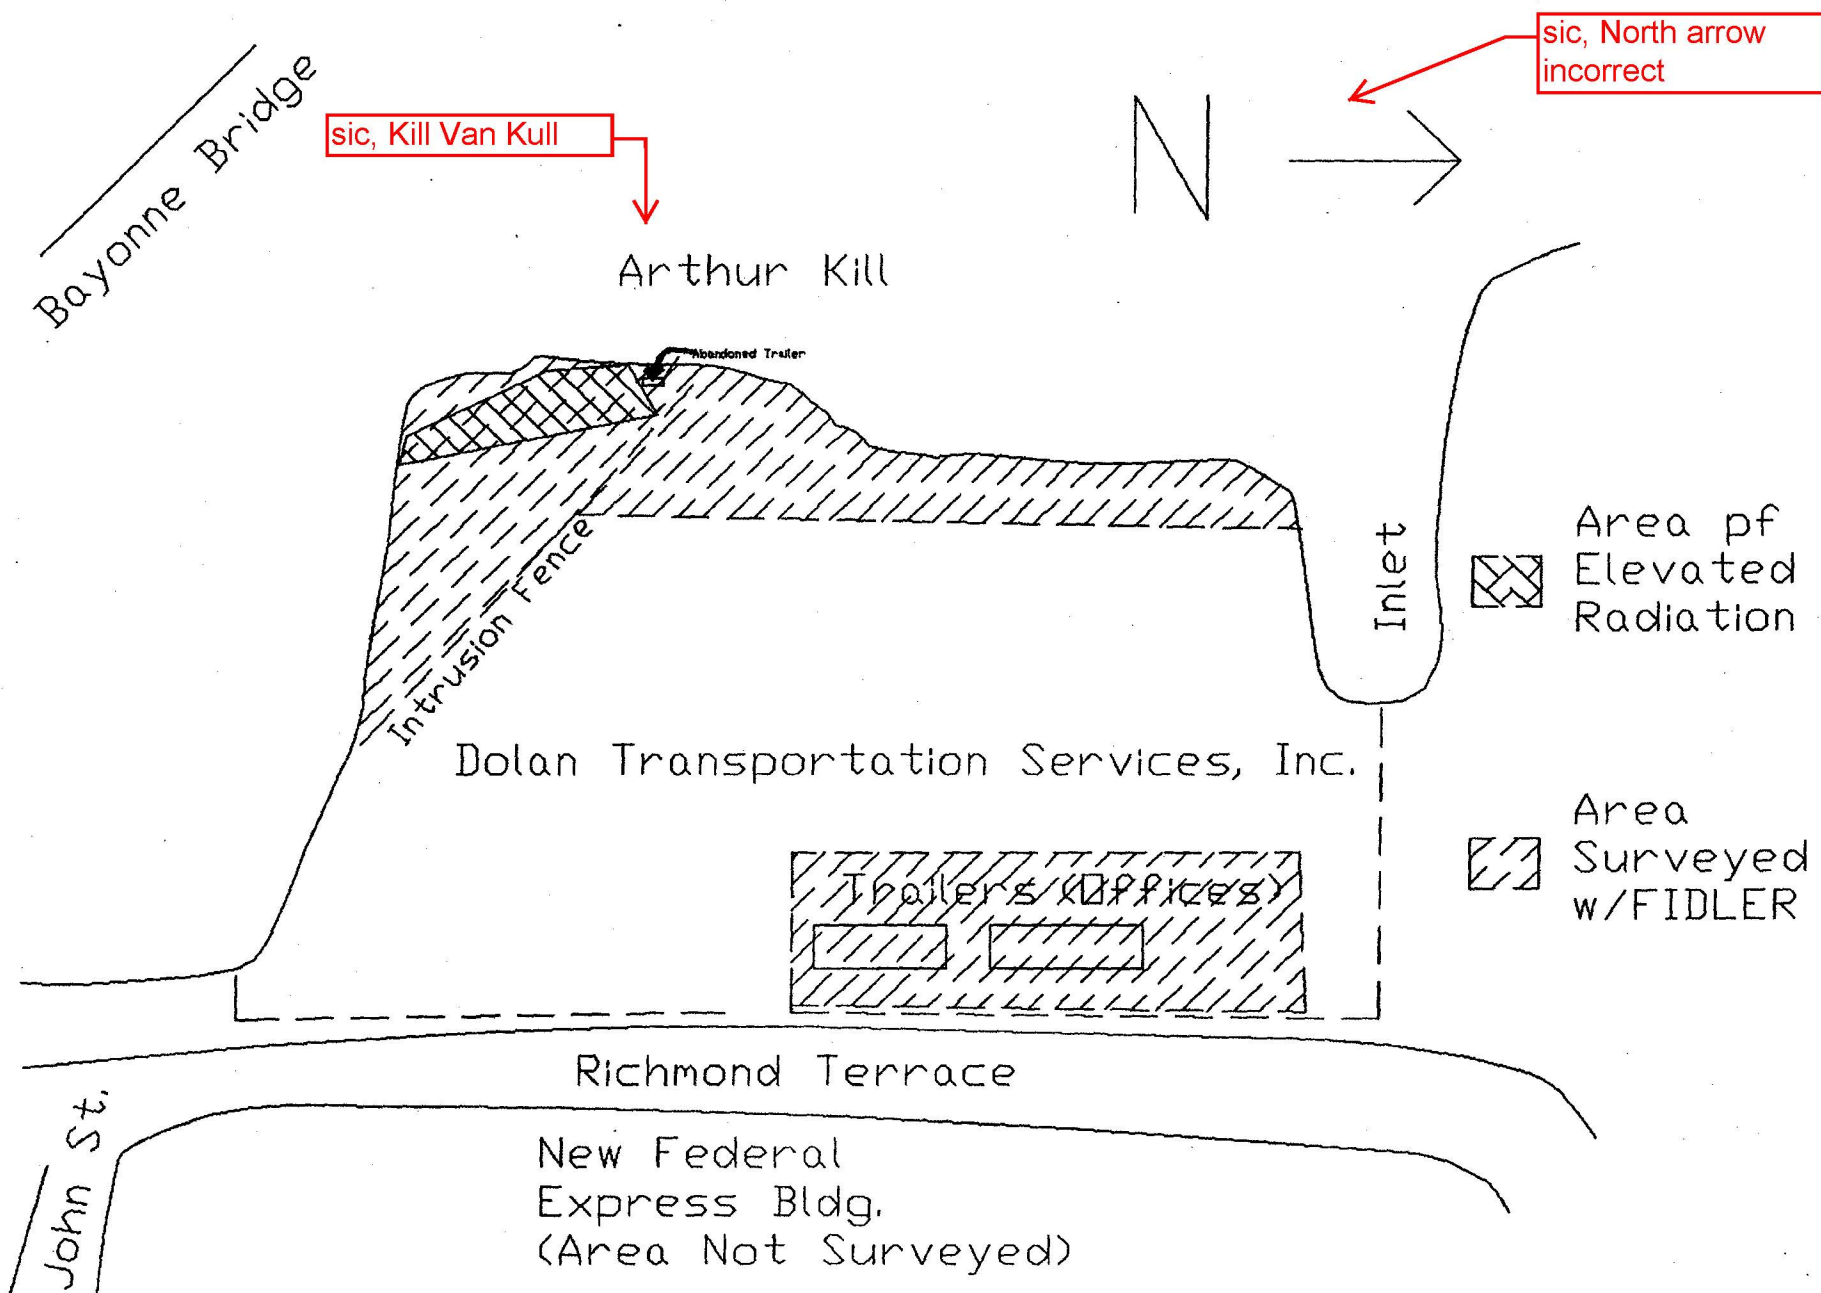 sic, North arrow
incorrect
Bayonne Bridge
sic, Kill Van Kull
N
Arthur Kill
Abandoned Trailer
Intrusion Fence
Inlet
Area pf
Elevated
Radiation
Dolan Transportation Services, Inc.
Area
Surveyed
w/FIDLER
Trailers (Offices)
Richmond Terrace
John St.
New Federal
Express Bldg.
(Area Not Surveyed)